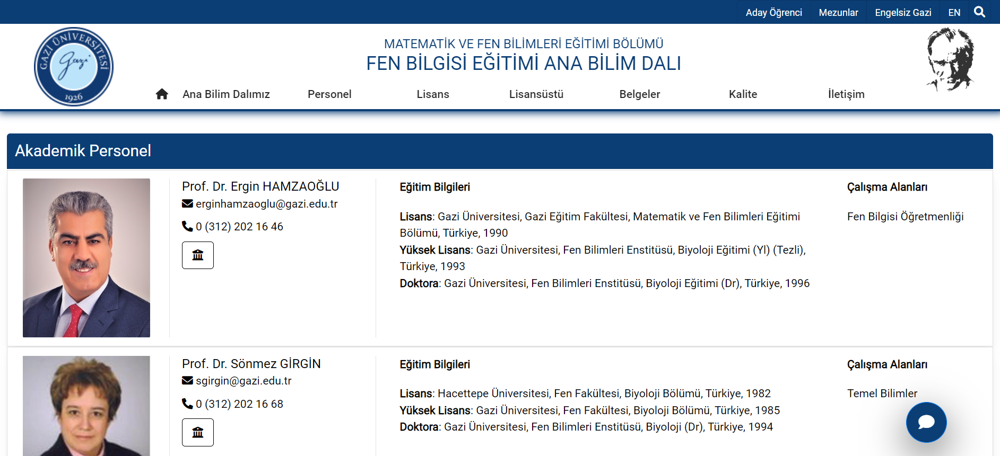 Aday Öğrenci
Mezunlar
Engelsiz Gazi
EN
GAZİ ÜNİVERSİTESİ
Gazi
1926
MATEMATİK VE FEN BİLİMLERİ EĞİTİMİ BÖLÜMÜ
FEN BİLGİSİ EĞİTİMİ ANA BİLİM DALI
Ana Bilim Dalımız
Personel
Lisans
Lisansüstü
Belgeler
Kalite
İletişim
Akademik Personel
Prof. Dr. Ergin HAMZAOĞLU
erginhamzaoglu@gazi.edu.tr
0 (312) 202 16 46
Eğitim Bilgileri
Lisans: Gazi Üniversitesi, Gazi Eğitim Fakültesi, Matematik ve Fen Bilimleri Eğitimi
Bölümü, Türkiye, 1990
Yüksek Lisans: Gazi Üniversitesi, Fen Bilimleri Enstitüsü, Biyoloji Eğitimi (Yl) (Tezli),
Türkiye, 1993
Doktora: Gazi Üniversitesi, Fen Bilimleri Enstitüsü, Biyoloji Eğitimi (Dr), Türkiye, 1996
Çalışma Alanları
Fen Bilgisi Öğretmenliği
Prof. Dr. Sönmez GİRGİN
sgirgin@gazi.edu.tr
0 (312) 202 16 68
Eğitim Bilgileri
Lisans: Hacettepe Üniversitesi, Fen Fakültesi, Biyoloji Bölümü, Türkiye, 1982
Yüksek Lisans: Gazi Üniversitesi, Fen Fakültesi, Biyoloji Bölümü, Türkiye, 1985
Doktora: Gazi Üniversitesi, Fen Bilimleri Enstitüsü, Biyoloji (Dr), Türkiye, 1994
Çalışma Alanları
Temel Bilimler